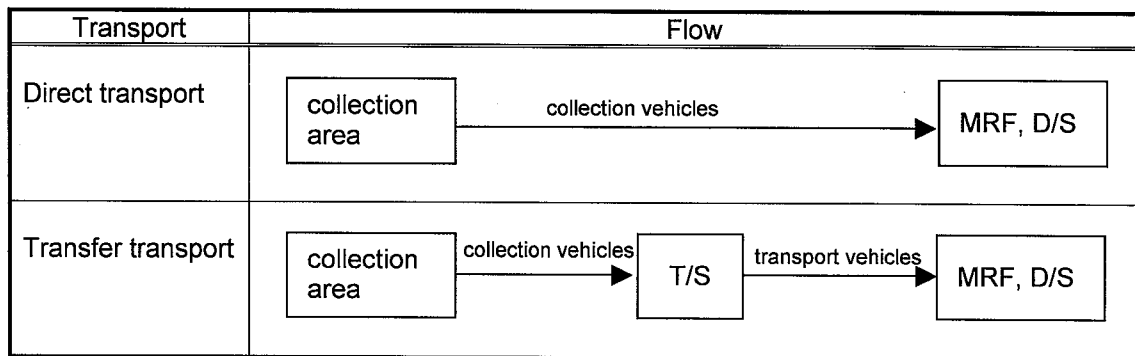 Transport
Flow
Direct transport
collection
area
collection vehicles
MRF, D/S
Transfer transport
collection
area
collection vehicles
T/S
transport vehicles
MRF, D/S